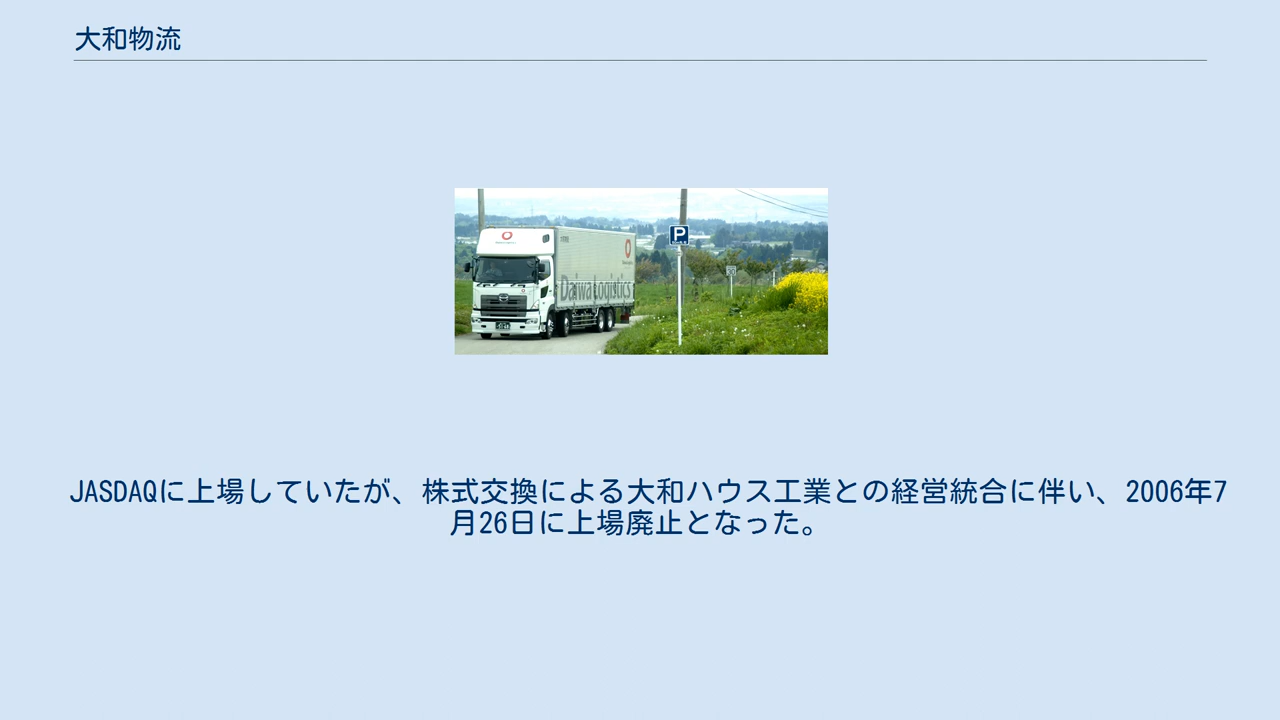 大和物流
Daiwa Logistics
P
JASDAQに上場していたが、株式交換による大和ハウス工業との経営統合に伴い、2006年7
月26日に上場廃止となった。